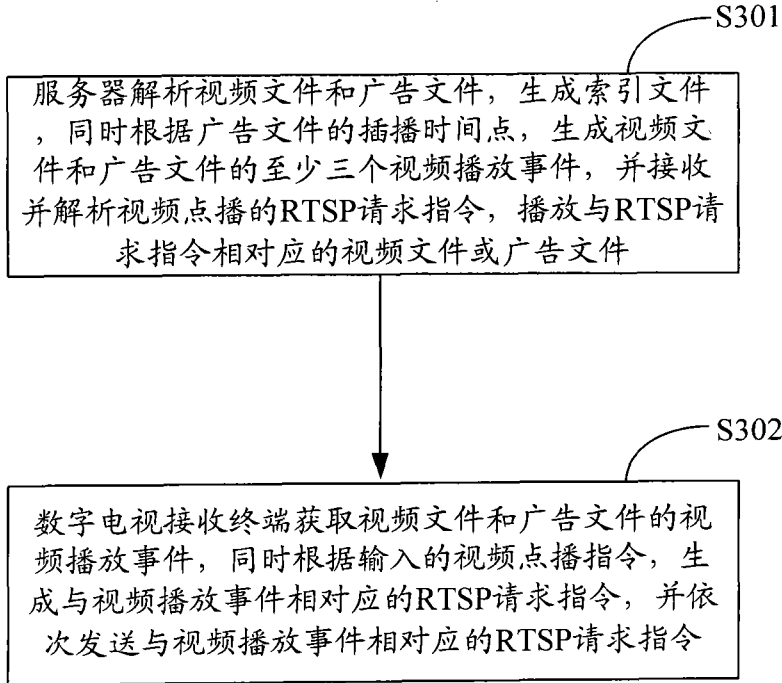 S301
服务器解析视频文件和广告文件，生成索引文件
，同时根据广告文件的插播时间点，生成视频文
件和广告文件的至少三个视频播放事件，并接收
并解析视频点播的RTSP请求指令，播放与RTSP请
求指令相对应的视频文件或广告文件
S302
数字电视接收终端获取视频文件和广告文件的视
频播放事件，同时根据输入的视频点播指令，生
成与视频播放事件相对应的RTSP请求指令，并依
次发送与视频播放事件相对应的RTSP请求指令